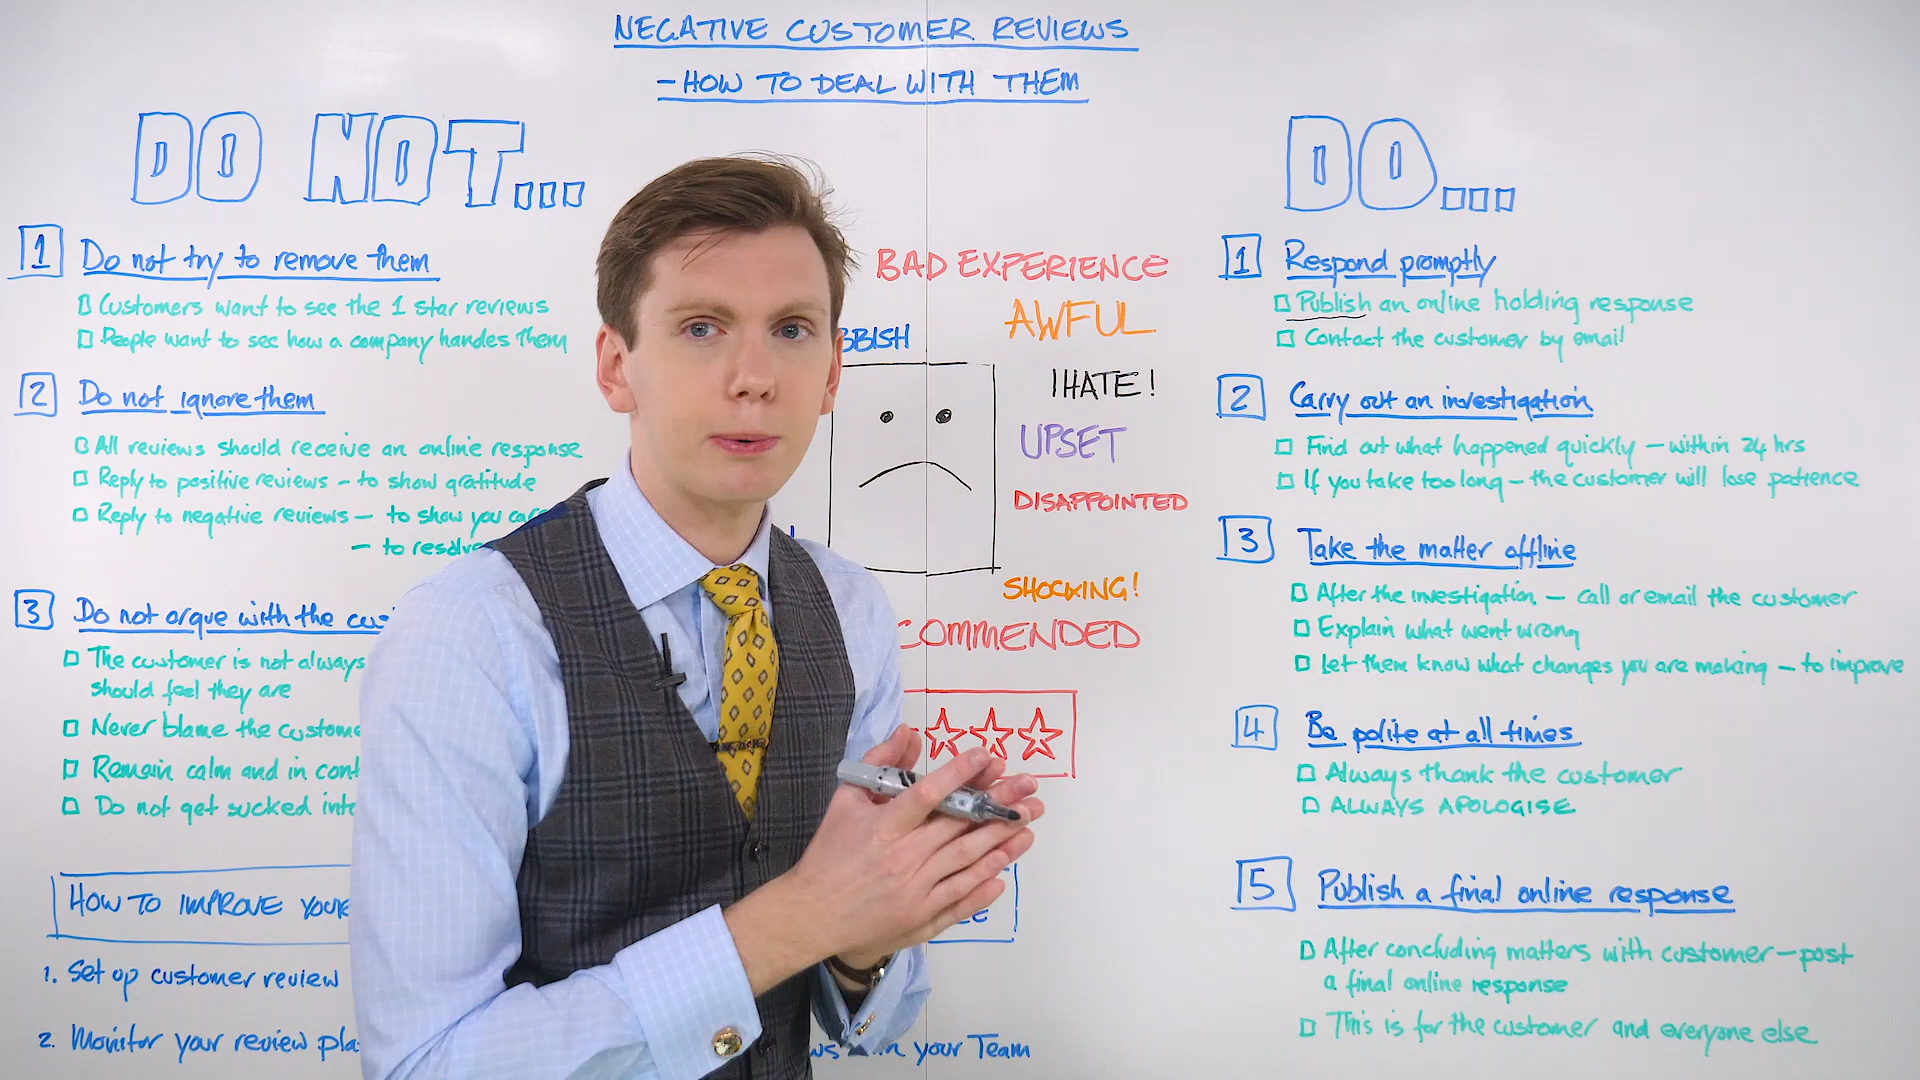 NEGATIVE CUSTOMER REVIEWS
- HOW TO DEAL WITH THEM
DO NOT...
1 Do not try to remove them
Customers want to see the 1 star reviews
People want to see how a company handles them
2 Do not ignore them
All reviews should receive an online response
Reply to positive reviews - to show gratitude
Reply to negative reviews - to show you
- to resolve
3 Do not argue with the
The customer is not always
should feel they are
Never blame the
Remain calm and in
Do not get sucked
HOW TO IMPROVE
1. Set up customer review
2. Monitor your review
your Team
BAD EXPERIENCE
AWFUL
I HATE!
UPSET
DISAPPOINTED
SHOCKING!
DO...
1 Respond promptly
Publish an online holding response
Contact the customer by email
2 Carry out an investigation
Find out what happened quickly - within 24 hrs
If you take too long - the customer will lose patience
3 Take the matter offline
After the investigation - call or email the customer
Explain what went wrong
Let them know what changes you are making - to improve
4 Be polite at all times
Always thank the customer
ALWAYS APOLOGISE
5 Publish a final online response
After concluding matters with customer - post
a final online response
This is for the customer and everyone else